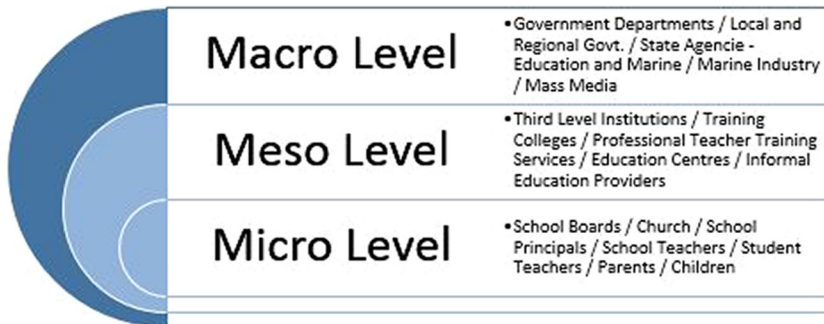 Macro Level
•Government Departments / Local and
Regional Govt. / State Agencie -
Education and Marine / Marine Industry
/ Mass Media
Meso Level
•Third Level Institutions / Training
Colleges / Professional Teacher Training
Services / Education Centres / Informal
Education Providers
Micro Level
•School Boards / Church / School
Principals / School Teachers / Student
Teachers / Parents / Children